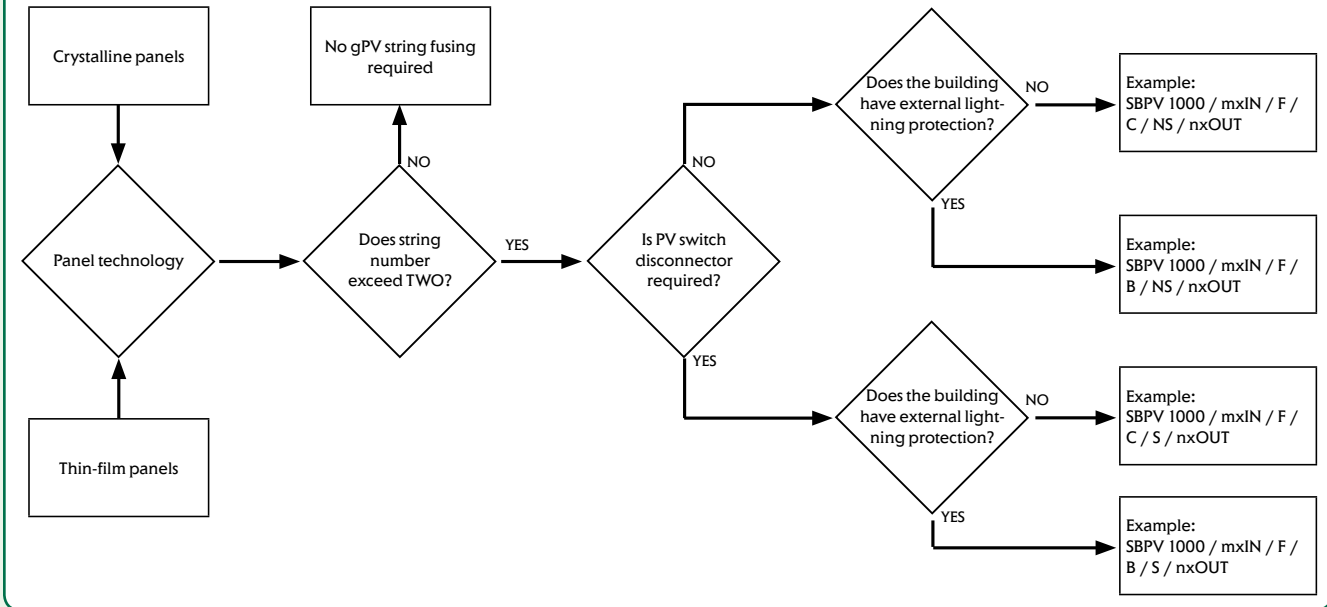 Crystalline panels
No gPV string fusing
required
Does the building
have external light-
ning protection?
NO
Example:
SBPV 1000 / mxIN / F /
C / NS / nxOUT
NO
NO
YES
Panel technology
Does string
number
exceed TWO?
YES
Is PV switch
disconnector
required?
Example:
SBPV 1000 / mxIN / F /
B / NS / nxOUT
YES
Thin-film panels
Does the building
have external light-
ning protection?
NO
Example:
SBPV 1000 / mxIN / F /
C / S / nxOUT
YES
Example:
SBPV 1000 / mxIN / F /
B / S / nxOUT